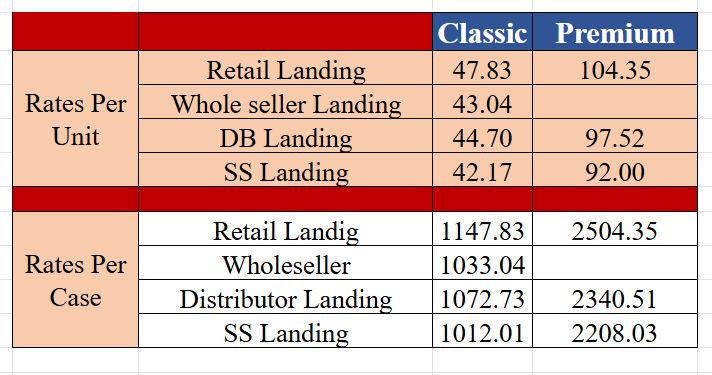 Classic Premium
Retail Landing 47.83 104.35
Rates Per Unit
Whole seller Landing 43.04
DB Landing 44.70 97.52
SS Landing 42.17 92.00
Retail Landig 1147.83 2504.35
Rates Per Case
Wholeseller 1033.04
Distributor Landing 1072.73 2340.51
SS Landing 1012.01 2208.03